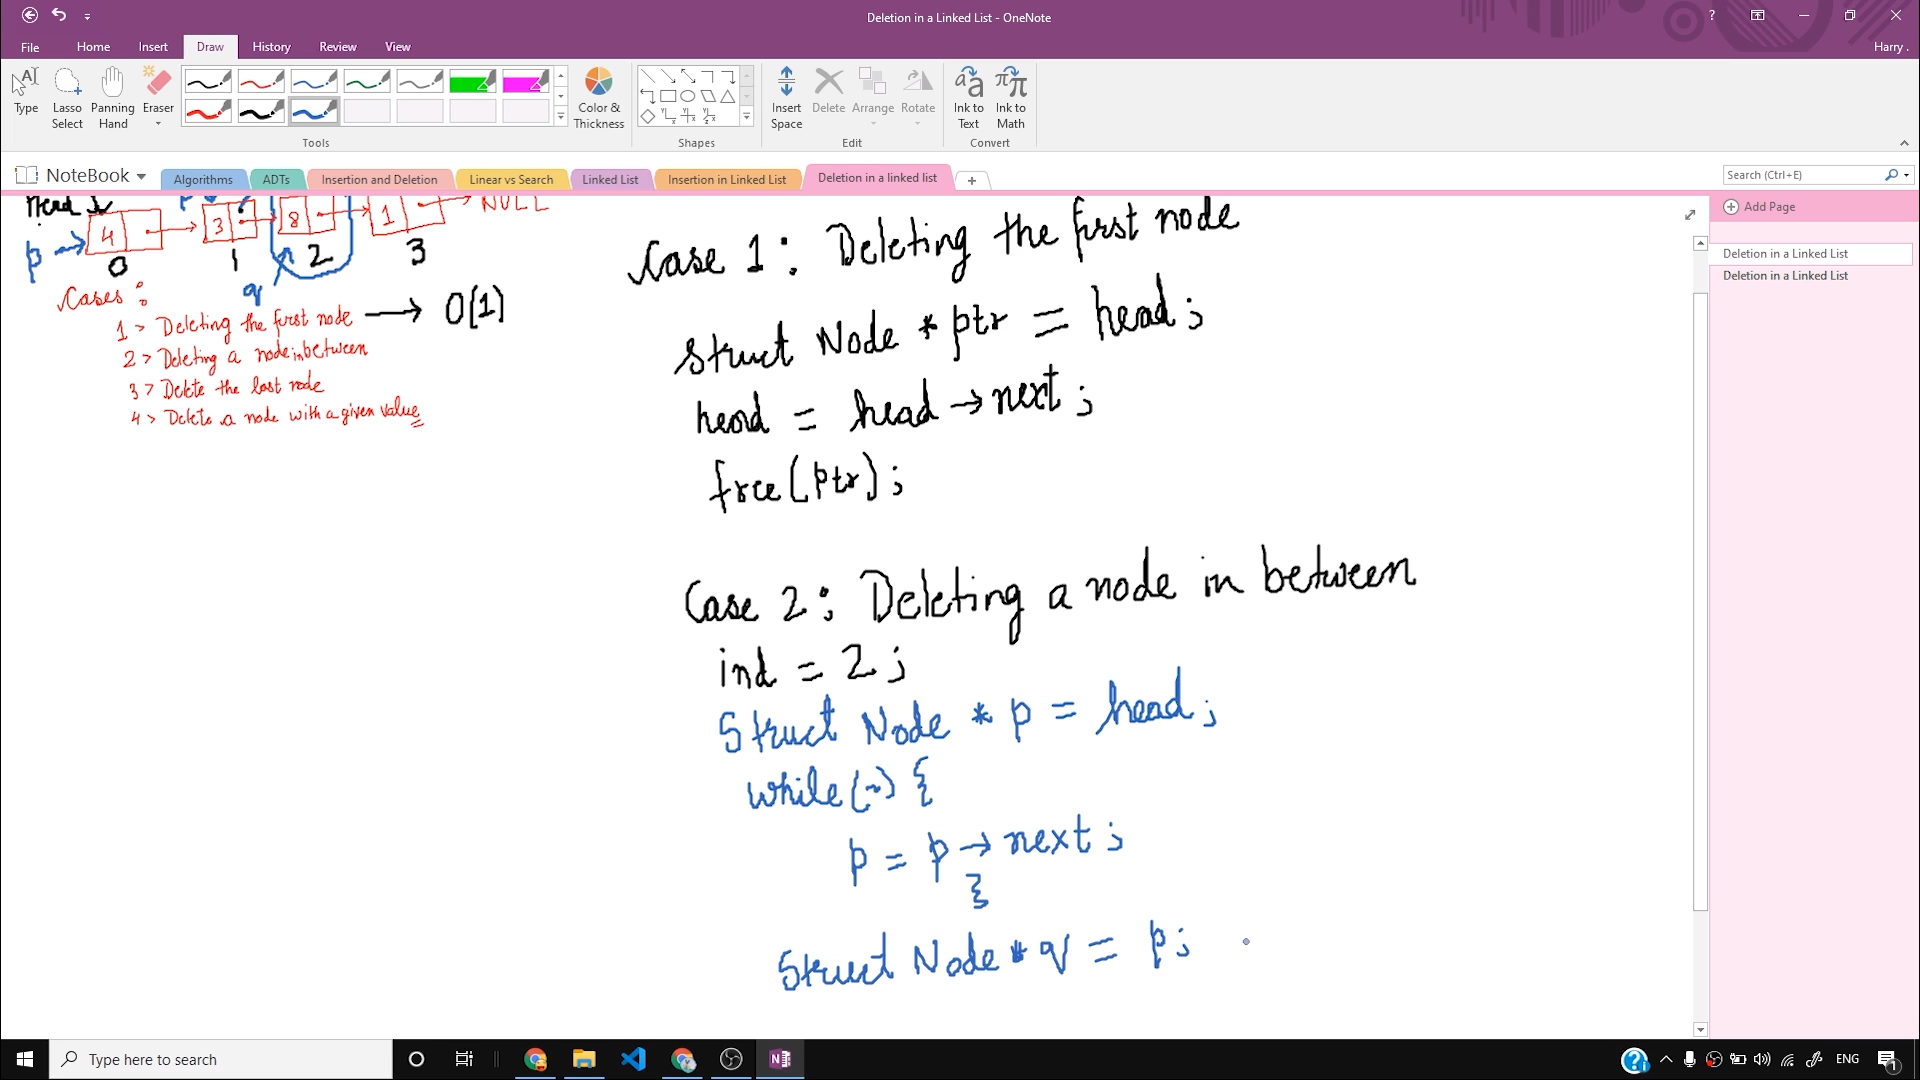 Deletion in a Linked List - OneNote
File Home Insert Draw History Review View
Harry .
Type Lasso Select Panning Hand Eraser Color & Thickness Insert Space Delete Arrange Rotate Ink to Text Ink to Math
Tools Shapes Edit Convert
NoteBook Algorithms ADTs Insertion and Deletion Linear vs Search Linked List Insertion in Linked List Deletion in a linked list
Search (Ctrl+E)
Add Page
Deletion in a Linked List
Deletion in a Linked List
Head
NULL
p 4 3 8 1
0 1 2 3
q
Cases :
1 > Deleting the first node → O(1)
2 > Deleting a node in between
3 > Delete the last node
4 > Delete a node with a given value
Case 1 : Deleting the first node
struct Node * ptr = head ;
head = head → next ;
free (ptr) ;
Case 2 : Deleting a node in between
ind = 2 ;
Struct Node * p = head ;
while (~) {
p = p → next ;
}
Struct Node * q = p ;
Type here to search
ENG
1